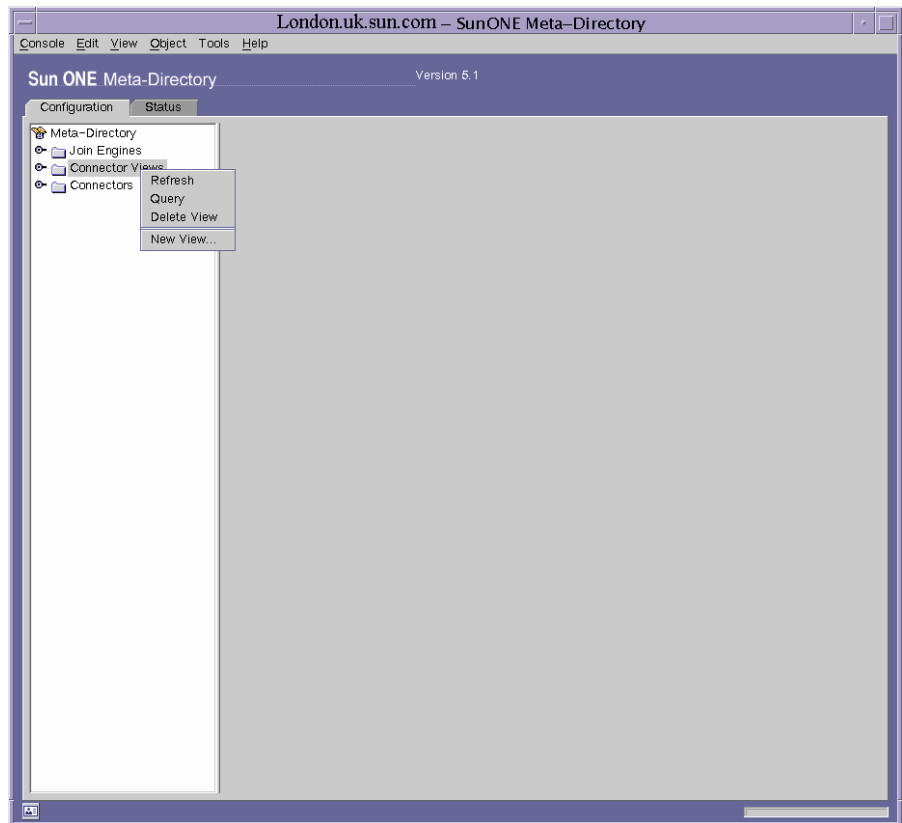 London.uk.sun.com – SunONE Meta–Directory
Console Edit View Object Tools Help
Sun ONE Meta-Directory
Version 5.1
Configuration Status
Meta–Directory
Join Engines
Connector Views
Connectors
Refresh
Query
Delete View
New View...